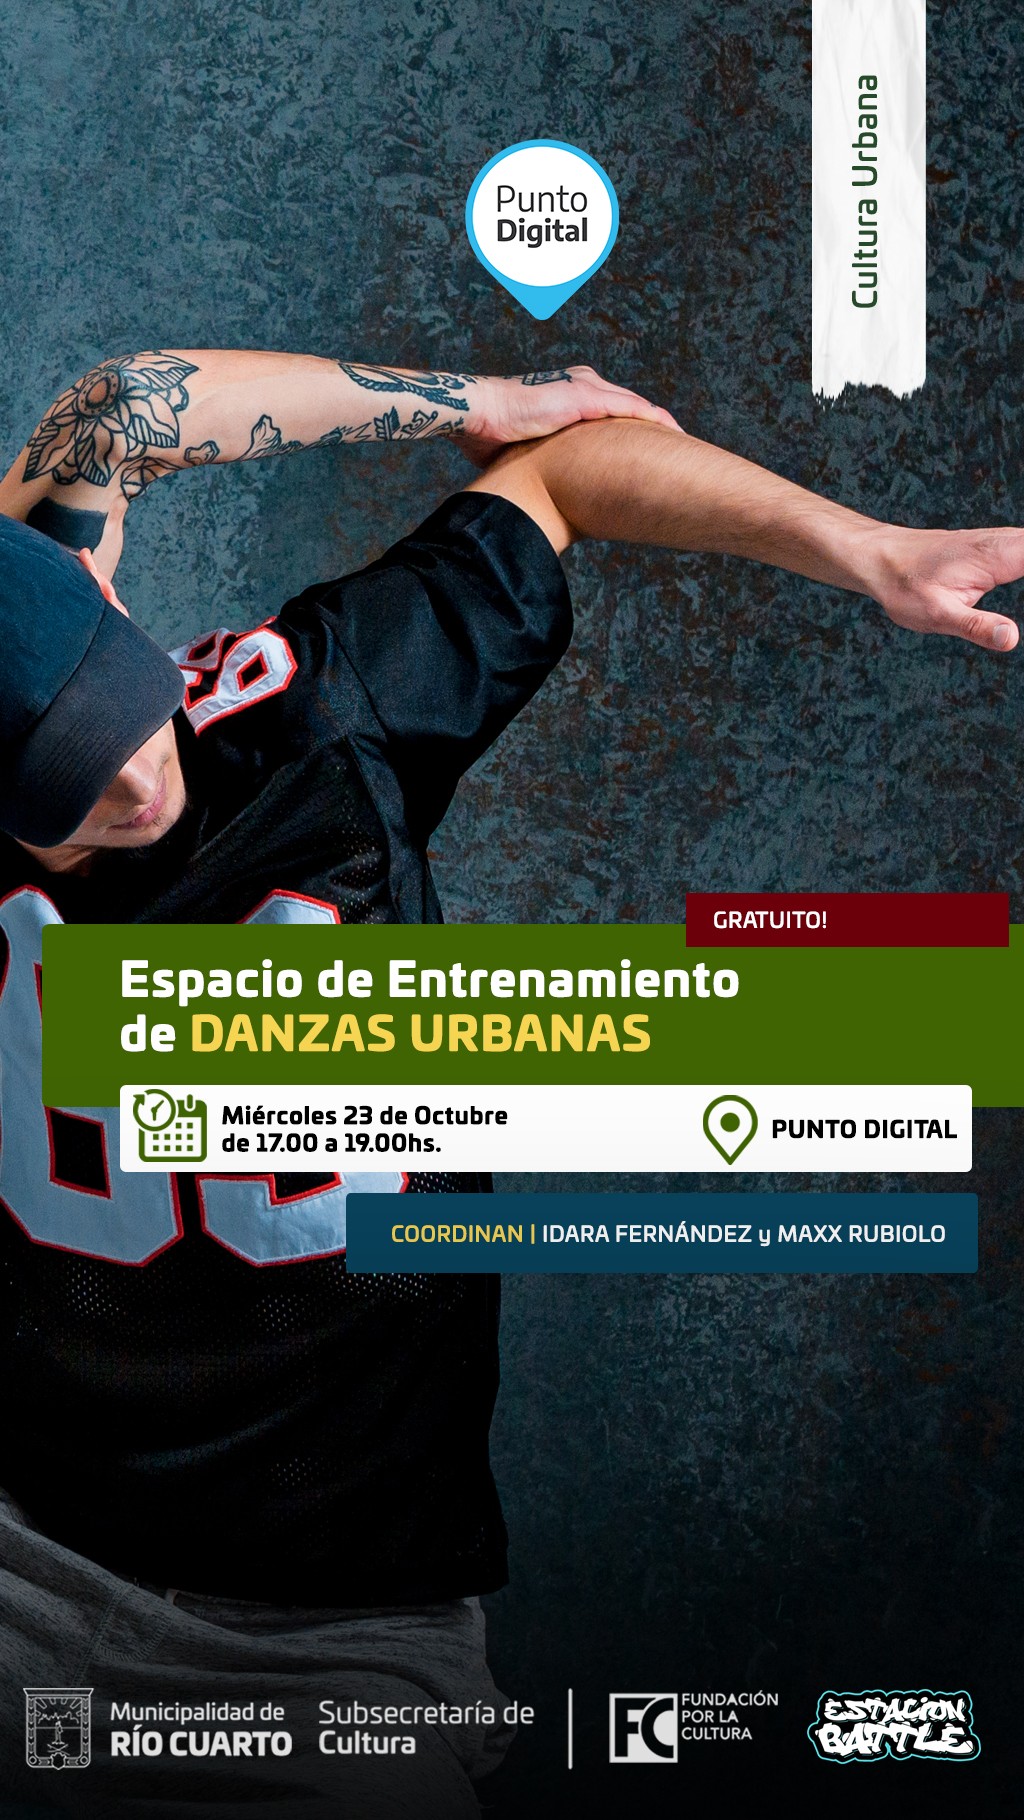 Cultura Urbana
Punto
Digital
GRATUITO!
Espacio de Entrenamiento
de DANZAS URBANAS
Miércoles 23 de Octubre
de 17.00 a 19.00hs.
PUNTO DIGITAL
COORDINAN | IDARA FERNÁNDEZ y MAXX RUBIOLO
Municipalidad de
RÍO CUARTO
Subsecretaría de
Cultura
FC
FUNDACIÓN
POR LA
CULTURA
ESTACION
BATTLE